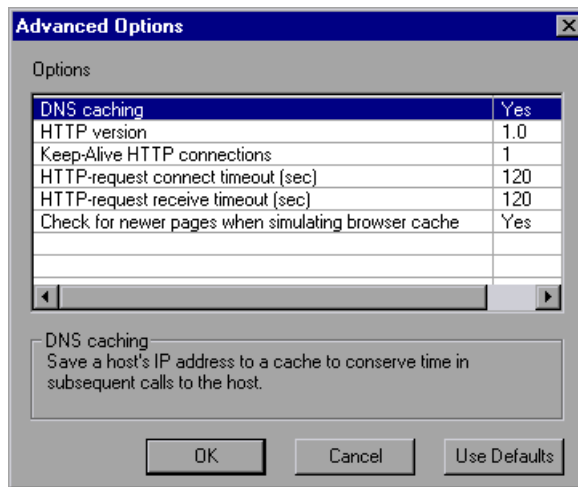 Advanced Options
Options
DNS caching Yes
HTTP version 1.0
Keep-Alive HTTP connections 1
HTTP-request connect timeout (sec) 120
HTTP-request receive timeout (sec) 120
Check for newer pages when simulating browser cache Yes
DNS caching
Save a host's IP address to a cache to conserve time in
subsequent calls to the host.
OK Cancel Use Defaults